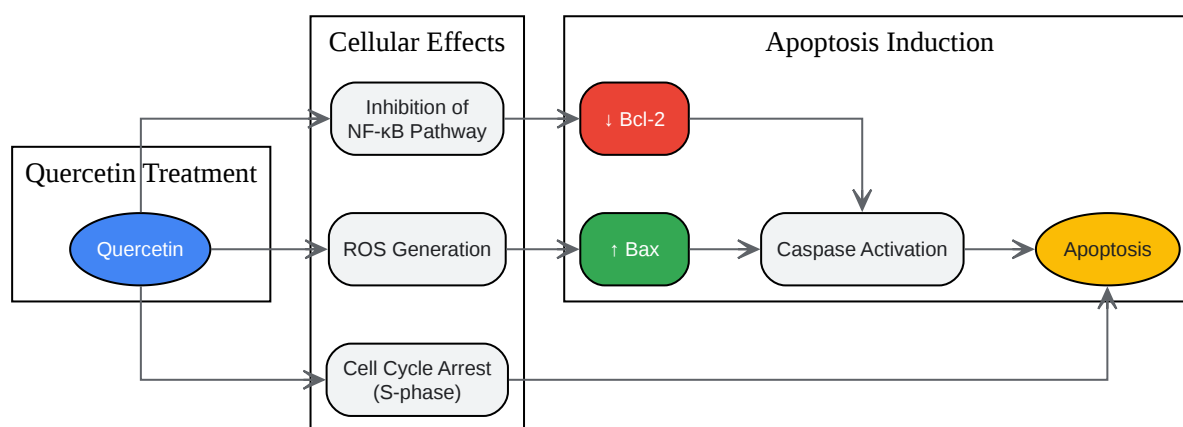 Cellular Effects
Apoptosis Induction
Inhibition of
NF-κB Pathway
↓ Bcl-2
Quercetin Treatment
Quercetin
ROS Generation
↑ Bax
Caspase Activation
Apoptosis
Cell Cycle Arrest
(S-phase)